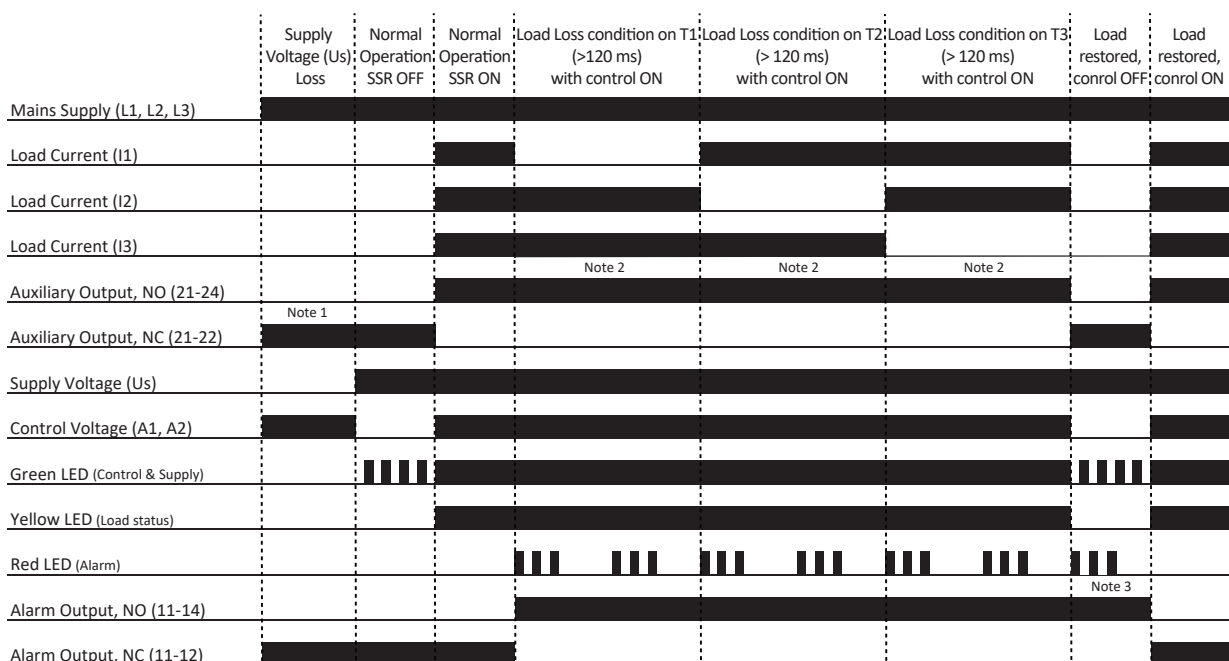 Supply
Voltage (Us)
Loss
Normal
Operation
SSR OFF
Normal
Operation
SSR ON
Load Loss condition on T1
(>120 ms)
with control ON
Load Loss condition on T2
(> 120 ms)
with control ON
Load Loss condition on T3
(> 120 ms)
with control ON
Load
restored,
conrol OFF
Load
restored,
conrol ON
Mains Supply (L1, L2, L3)
Load Current (I1)
Load Current (I2)
Load Current (I3)
Note 2
Note 2
Note 2
Auxiliary Output, NO (21-24)
Note 1
Auxiliary Output, NC (21-22)
Supply Voltage (Us)
Control Voltage (A1, A2)
Green LED (Control & Supply)
Yellow LED (Load status)
Red LED (Alarm)
Note 3
Alarm Output, NO (11-14)
Alarm Output, NC (11-12)